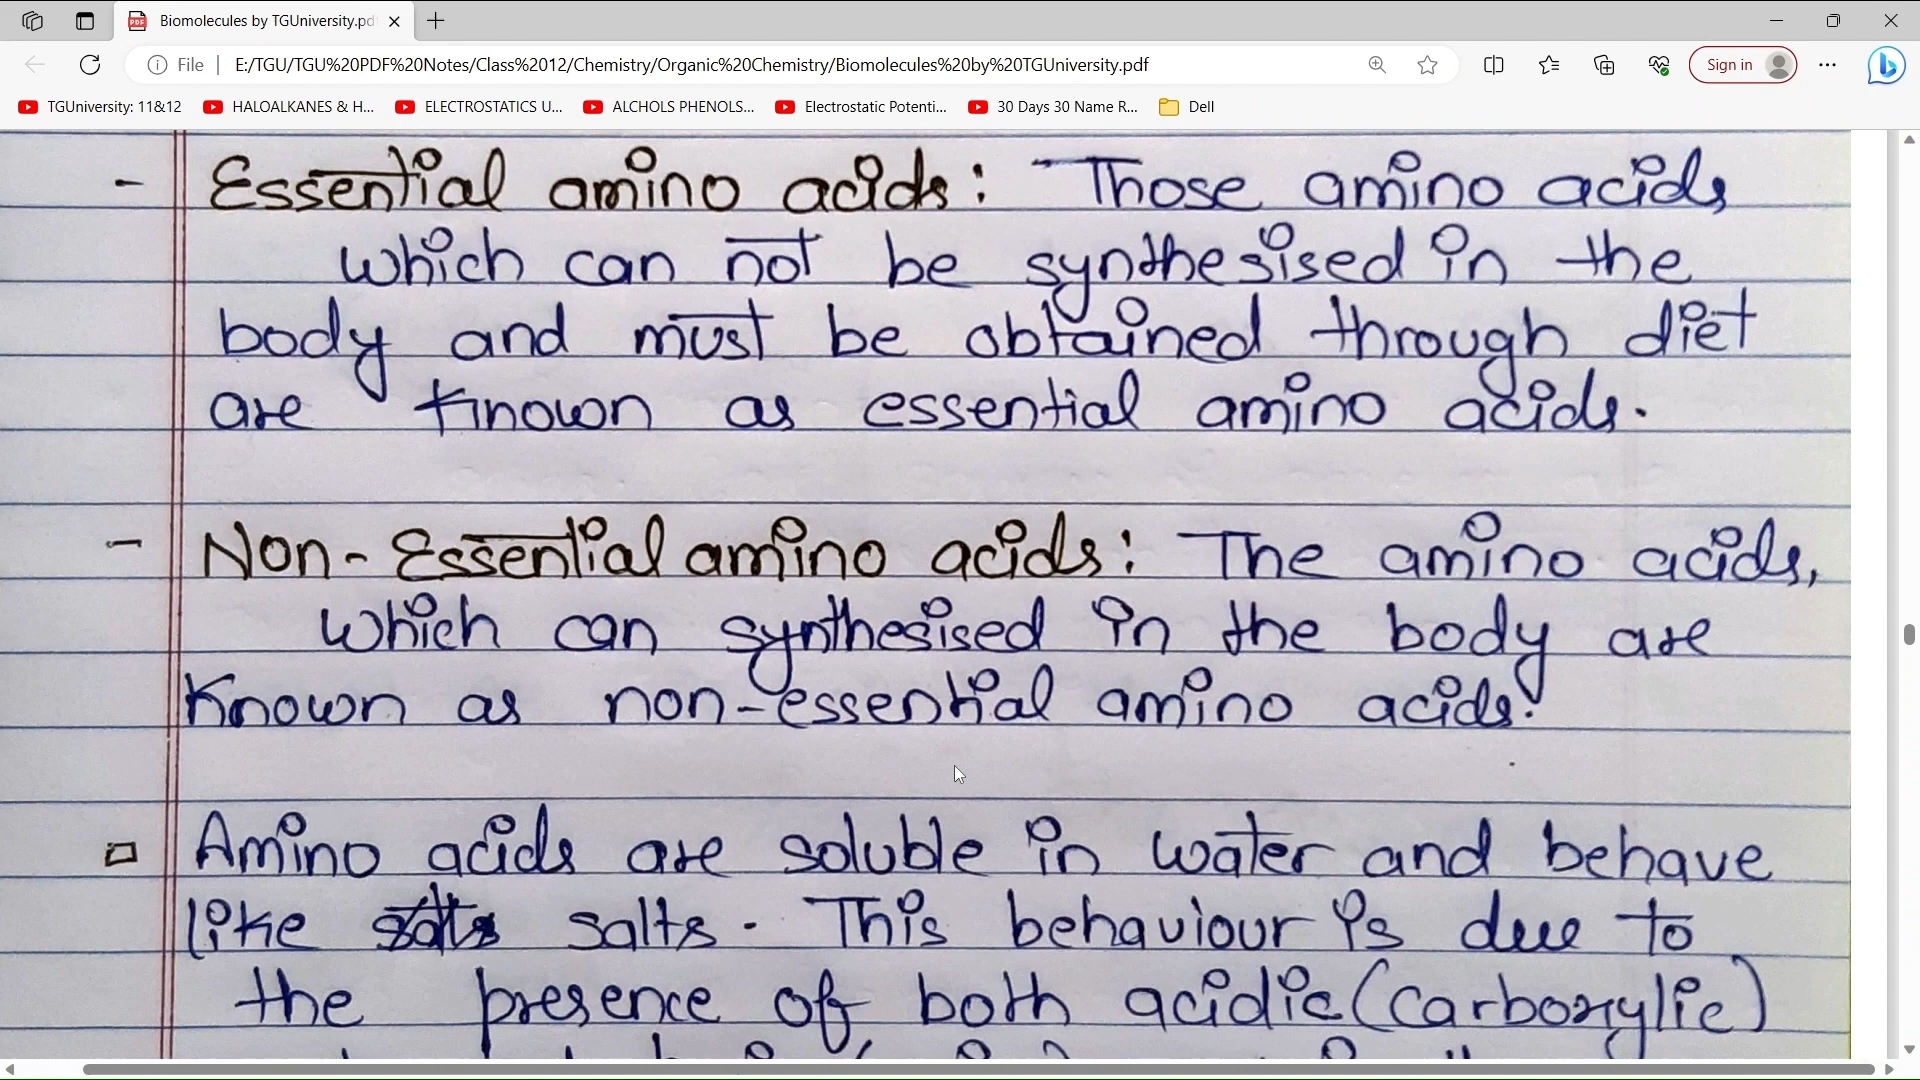 Biomolecules by TGUniversity.pd
File
E:/TGU/TGU%20PDF%20Notes/Class%2012/Chemistry/Organic%20Chemistry/Biomolecules%20by%20TGUniversity.pdf
Sign in
TGUniversity: 11&12
HALOALKANES & H...
ELECTROSTATICS U...
ALCHOLS PHENOLS...
Electrostatic Potenti...
30 Days 30 Name R...
Dell
- Essential amino acids: Those amino acids
which can not be synthesised in the
body and must be obtained through diet
are known as essential amino acids.
- Non-Essential amino acids: The amino acids,
which can synthesised in the body are
known as non-essential amino acids.
Amino acids are soluble in water and behave
like salts. This behaviour is due to
the presence of both acidic (carboxylic)